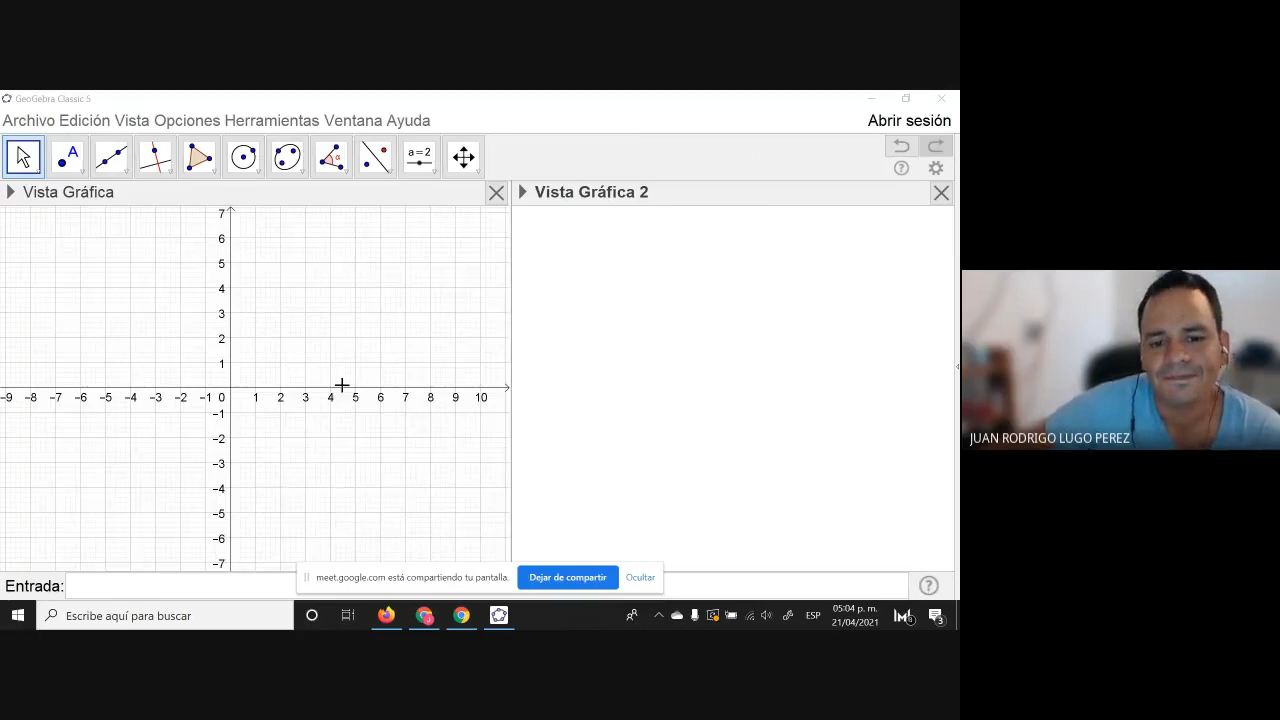 GeoGebra Classic 5
Archivo Edición Vista Opciones Herramientas Ventana Ayuda
Abrir sesión
A
α
a = 2
Vista Gráfica
Vista Gráfica 2
7
6
5
4
3
2
1
−9 −8 −7 −6 −5 −4 −3 −2 −1 0 1 2 3 4 5 6 7 8 9 10
−1
−2
−3
−4
−5
−6
−7
JUAN RODRIGO LUGO PEREZ
meet.google.com está compartiendo tu pantalla.
Dejar de compartir
Ocultar
Entrada:
Escribe aquí para buscar
ESP
05:04 p. m.
21/04/2021
3